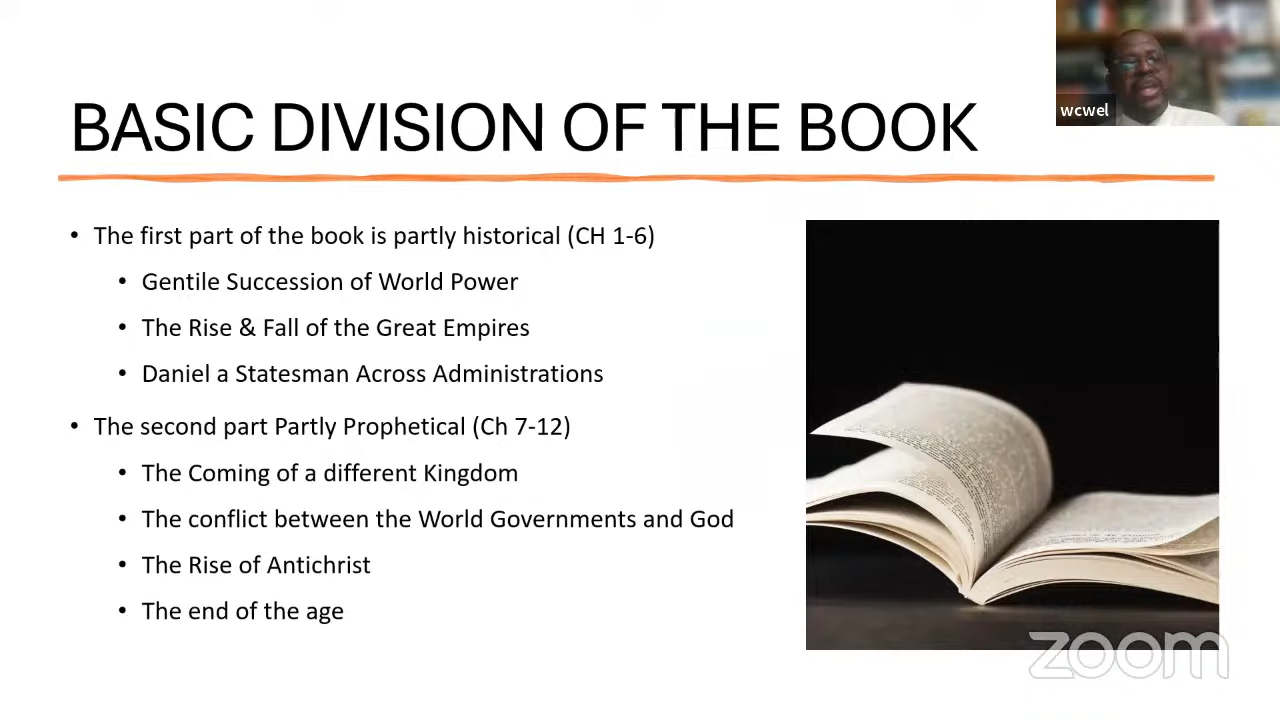 BASIC DIVISION OF THE BOOK
wcwel
• The first part of the book is partly historical (CH 1-6)
• Gentile Succession of World Power
• The Rise & Fall of the Great Empires
• Daniel a Statesman Across Administrations
• The second part Partly Prophetical (Ch 7-12)
• The Coming of a different Kingdom
• The conflict between the World Governments and God
• The Rise of Antichrist
• The end of the age
zoom